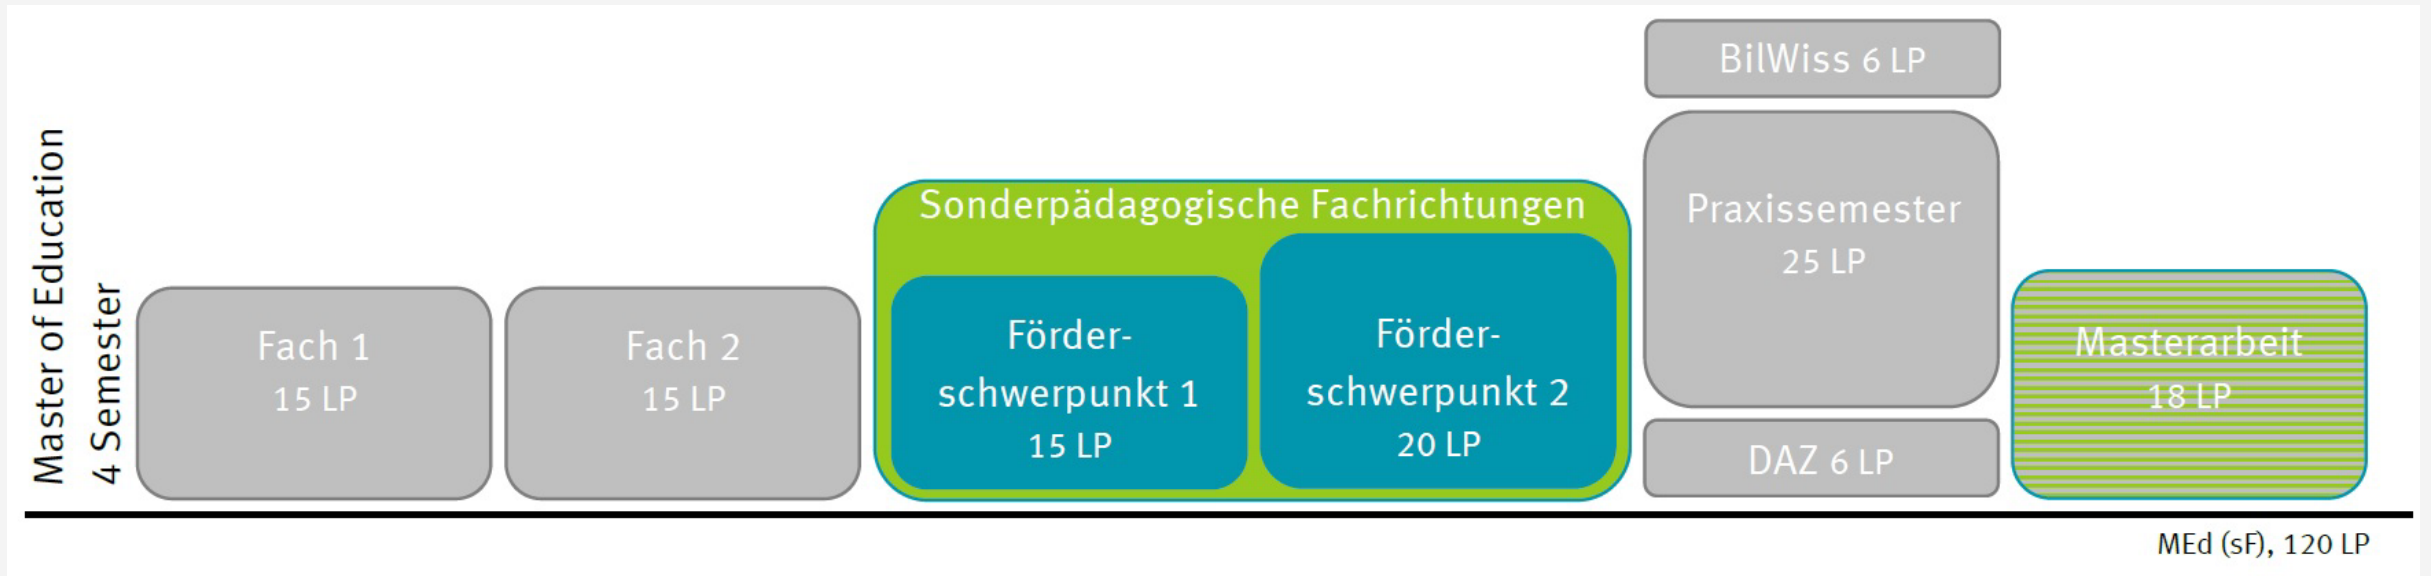 Master of Education
4 Semester
Fach 1
15 LP
Fach 2
15 LP
Sonderpädagogische Fachrichtungen
Förder-
schwerpunkt 1
15 LP
Förder-
schwerpunkt 2
20 LP
BilWiss 6 LP
Praxissemester
25 LP
DAZ 6 LP
Masterarbeit
18 LP
MEd (sF), 120 LP